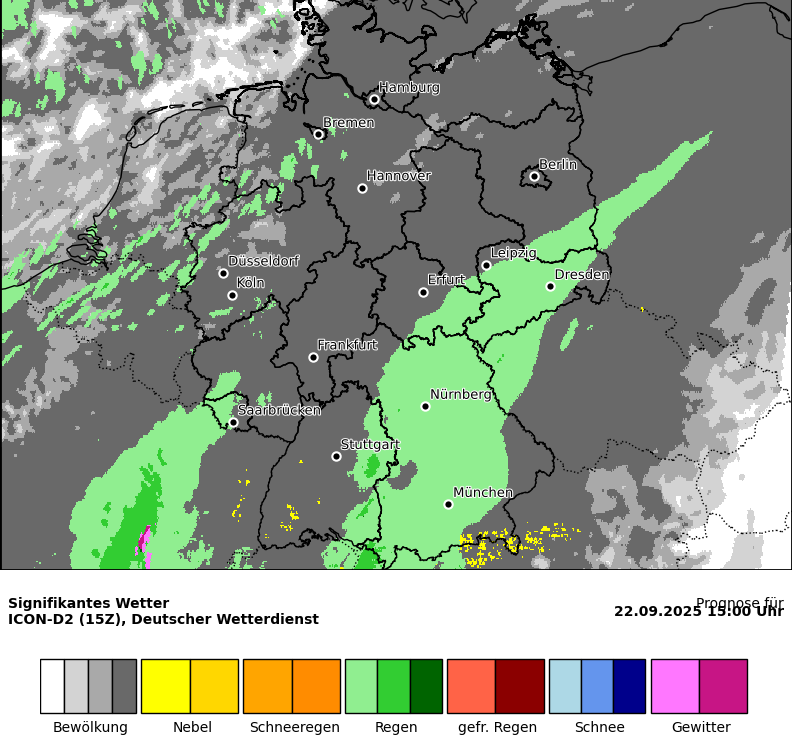 Hamburg
Bremen
Berlin
Hannover
Leipzig
Düsseldorf
Dresden
Köln
Erfurt
Frankfurt
Nürnberg
Saarbrücken
Stuttgart
München
Signifikantes Wetter
Prognose für
ICON-D2 (15Z), Deutscher Wetterdienst
22.09.2025 15:00 Uhr
Bewölkung Nebel Schneeregen Regen gefr. Regen Schnee Gewitter